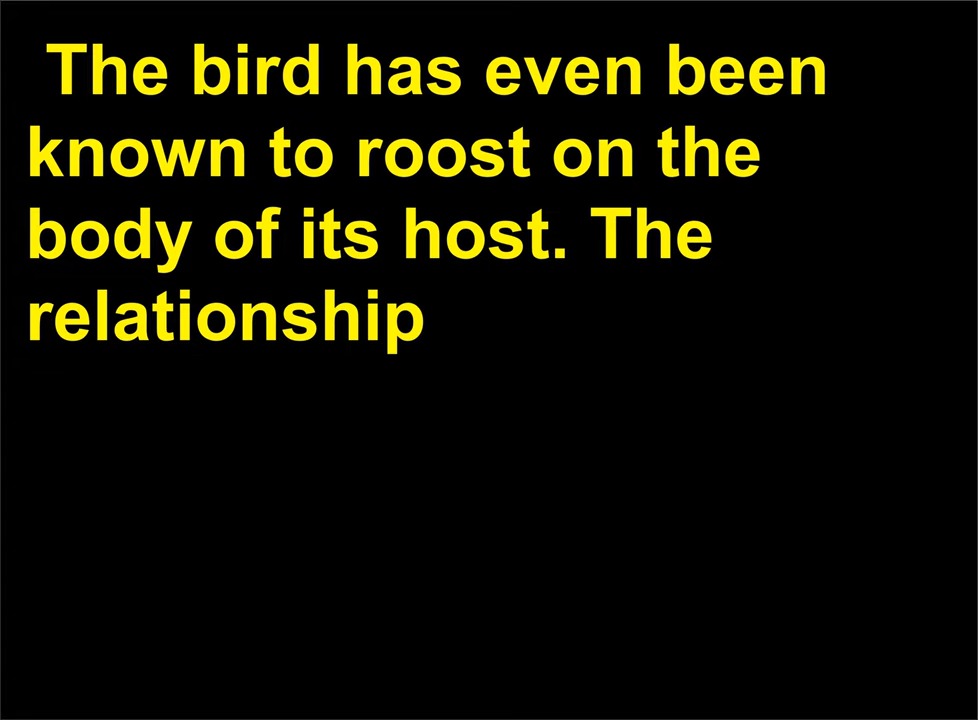 The bird has even been
known to roost on the
body of its host. The
relationship